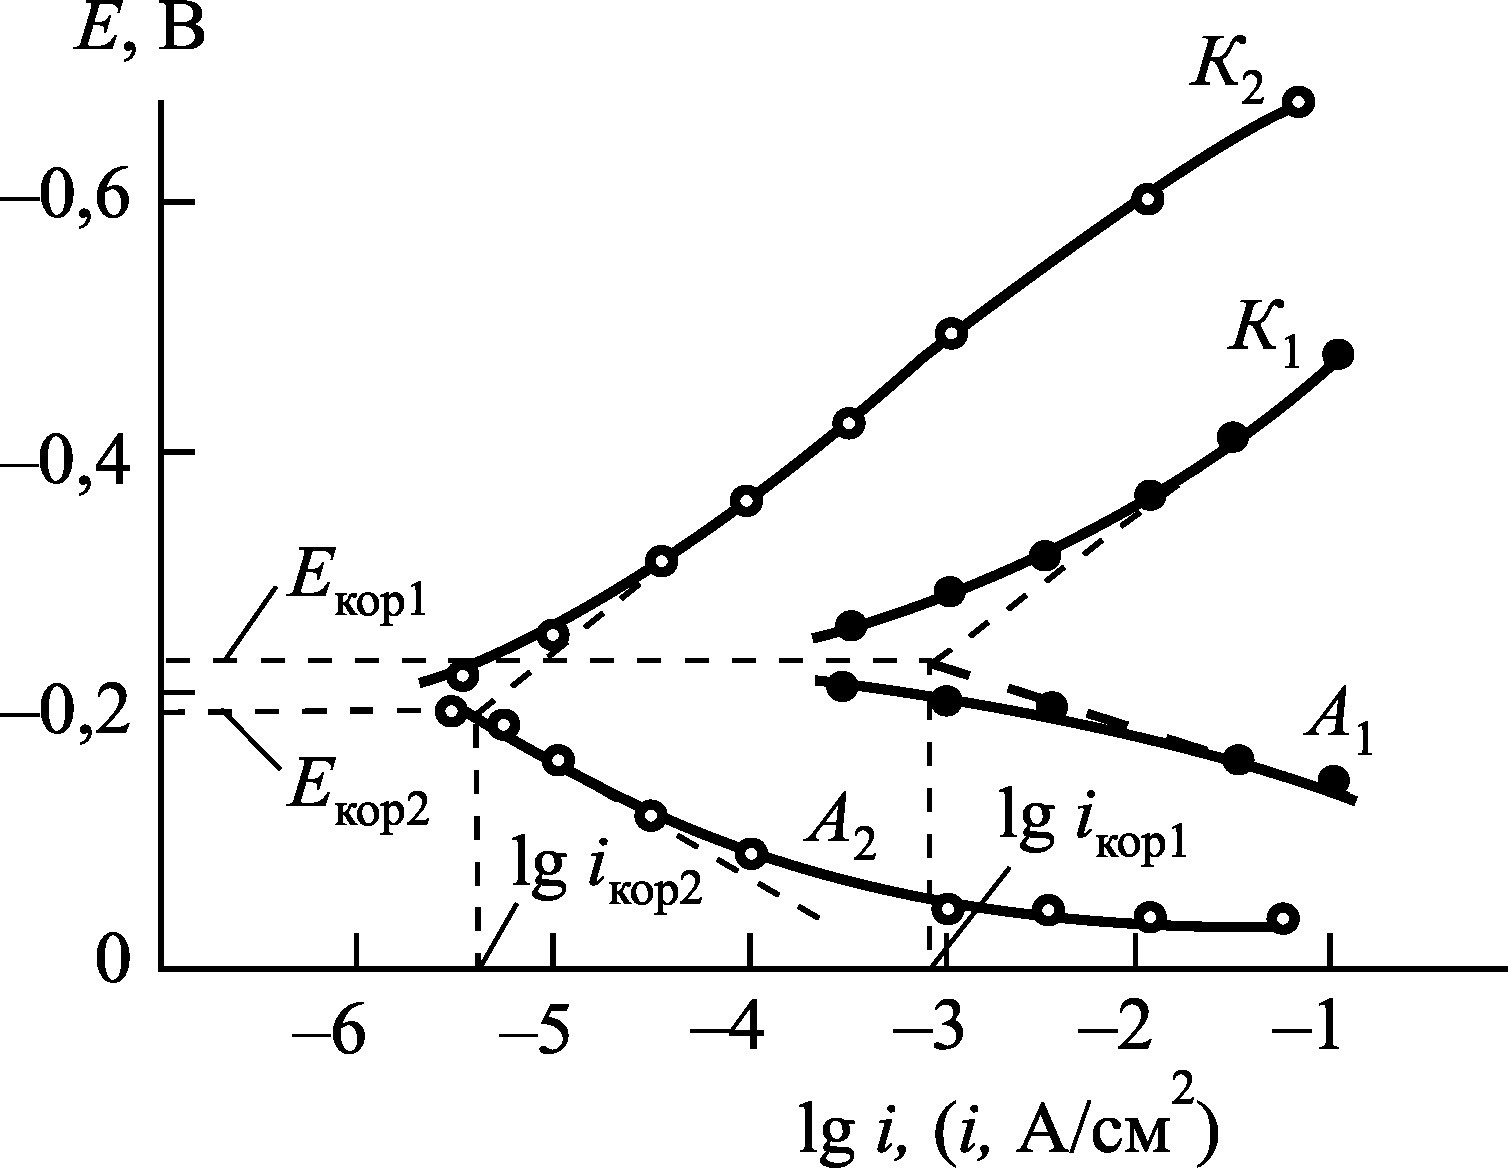 E, В
K₂
–0,6
K₁
–0,4
Eкор1
–0,2
A₁
Eкор2
A₂
lg iкор1
lg iкор2
0
–6 –5 –4 –3 –2 –1
lg i, (i, А/см²)